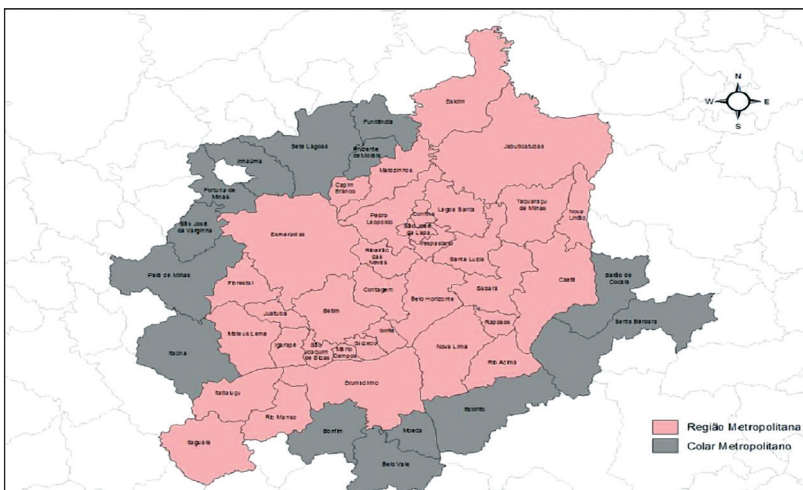 N
W
E
S
Baldim
Funilândia
Jaboticatubas
Sete Lagoas
Prudente
de Morais
Inhaúma
Matozinhos
Capim
Branco
Fortuna de
Minas
Lagoa Santa
Taquaraçu
de Minas
Nova
União
Pedro
Leopoldo
Confins
São José
da Lapa
Vespasiano
São José
da Varginha
Esmeraldas
Ribeirão
das
Neves
Santa Luzia
Pará de Minas
Florestal
Contagem
Sabará
Caeté
Barão de
Cocais
Betim
Belo Horizonte
Juatuba
Santa Bárbara
Raposos
Mateus Leme
Ibirité
Igarapé
São
Joaquim
de Bicas
Mário
Campos
Sarzedo
Nova Lima
Itaúna
Rio Acima
Itatiaiuçu
Brumadinho
Rio Manso
Itabirito
Bonfim
Moeda
Itaguara
Belo Vale
Região Metropolitana
Colar Metropolitano